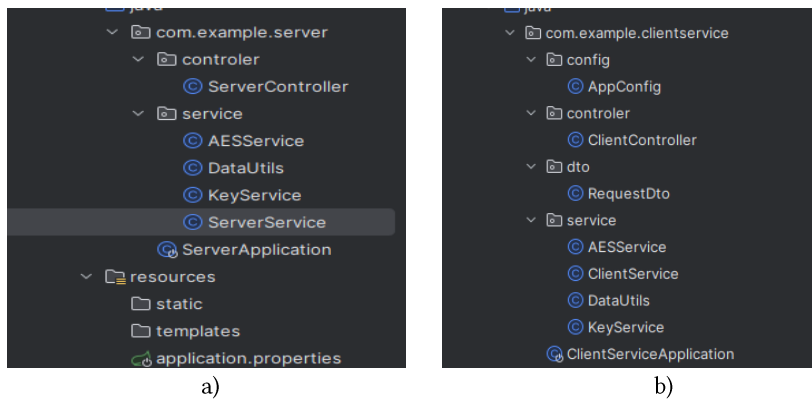 java
com.example.server
controler
ServerController
service
AESService
DataUtils
KeyService
ServerService
ServerApplication
resources
static
templates
application.properties
a)
java
com.example.clientservice
config
AppConfig
controler
ClientController
dto
RequestDto
service
AESService
ClientService
DataUtils
KeyService
ClientServiceApplication
b)